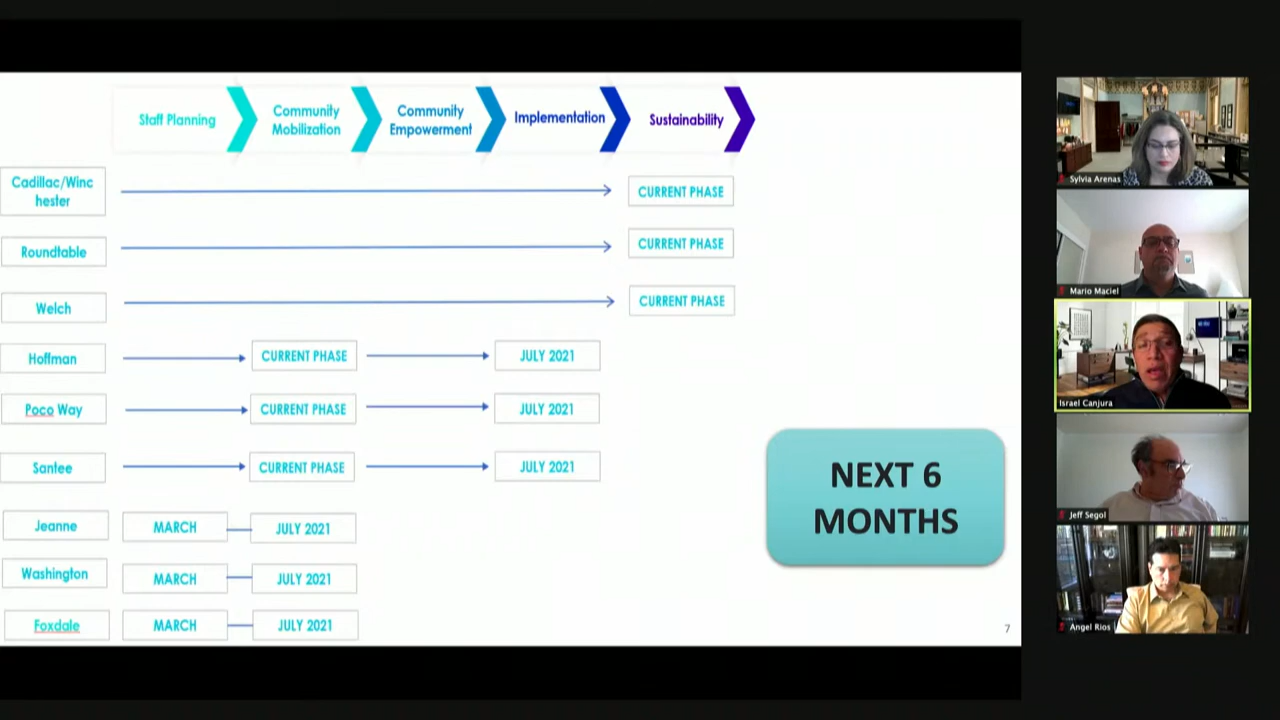 Staff Planning
Community
Mobilization
Community
Empowerment
Implementation
Sustainability
Cadillac/Winc
hester
CURRENT PHASE
Roundtable
CURRENT PHASE
Welch
CURRENT PHASE
Hoffman
CURRENT PHASE
JULY 2021
Poco Way
CURRENT PHASE
JULY 2021
Santee
CURRENT PHASE
JULY 2021
Jeanne
MARCH
JULY 2021
Washington
MARCH
JULY 2021
Foxdale
MARCH
JULY 2021
NEXT 6
MONTHS
7
Sylvia Arenas
Mario Maciel
Israel Canjura
Jeff Segol
Angel Rios